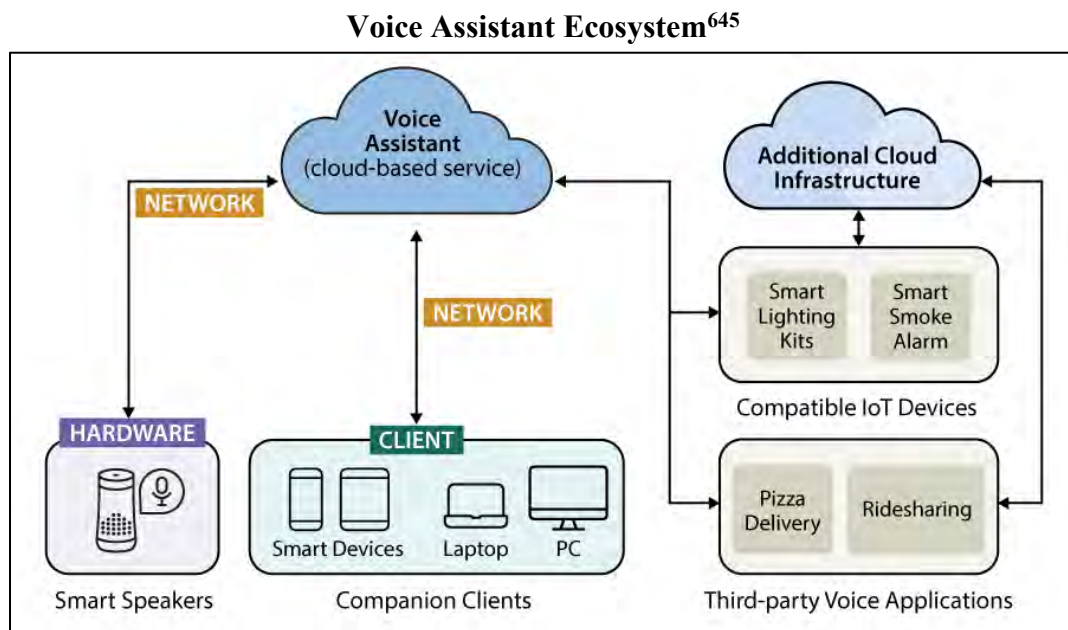 Voice Assistant Ecosystem645
Voice
Assistant
(cloud-based service)
Additional Cloud
Infrastructure
NETWORK
NETWORK
Smart
Lighting
Kits
Smart
Smoke
Alarm
Compatible IoT Devices
HARDWARE
CLIENT
Smart Devices
Laptop
PC
Pizza
Delivery
Ridesharing
Smart Speakers
Companion Clients
Third-party Voice Applications